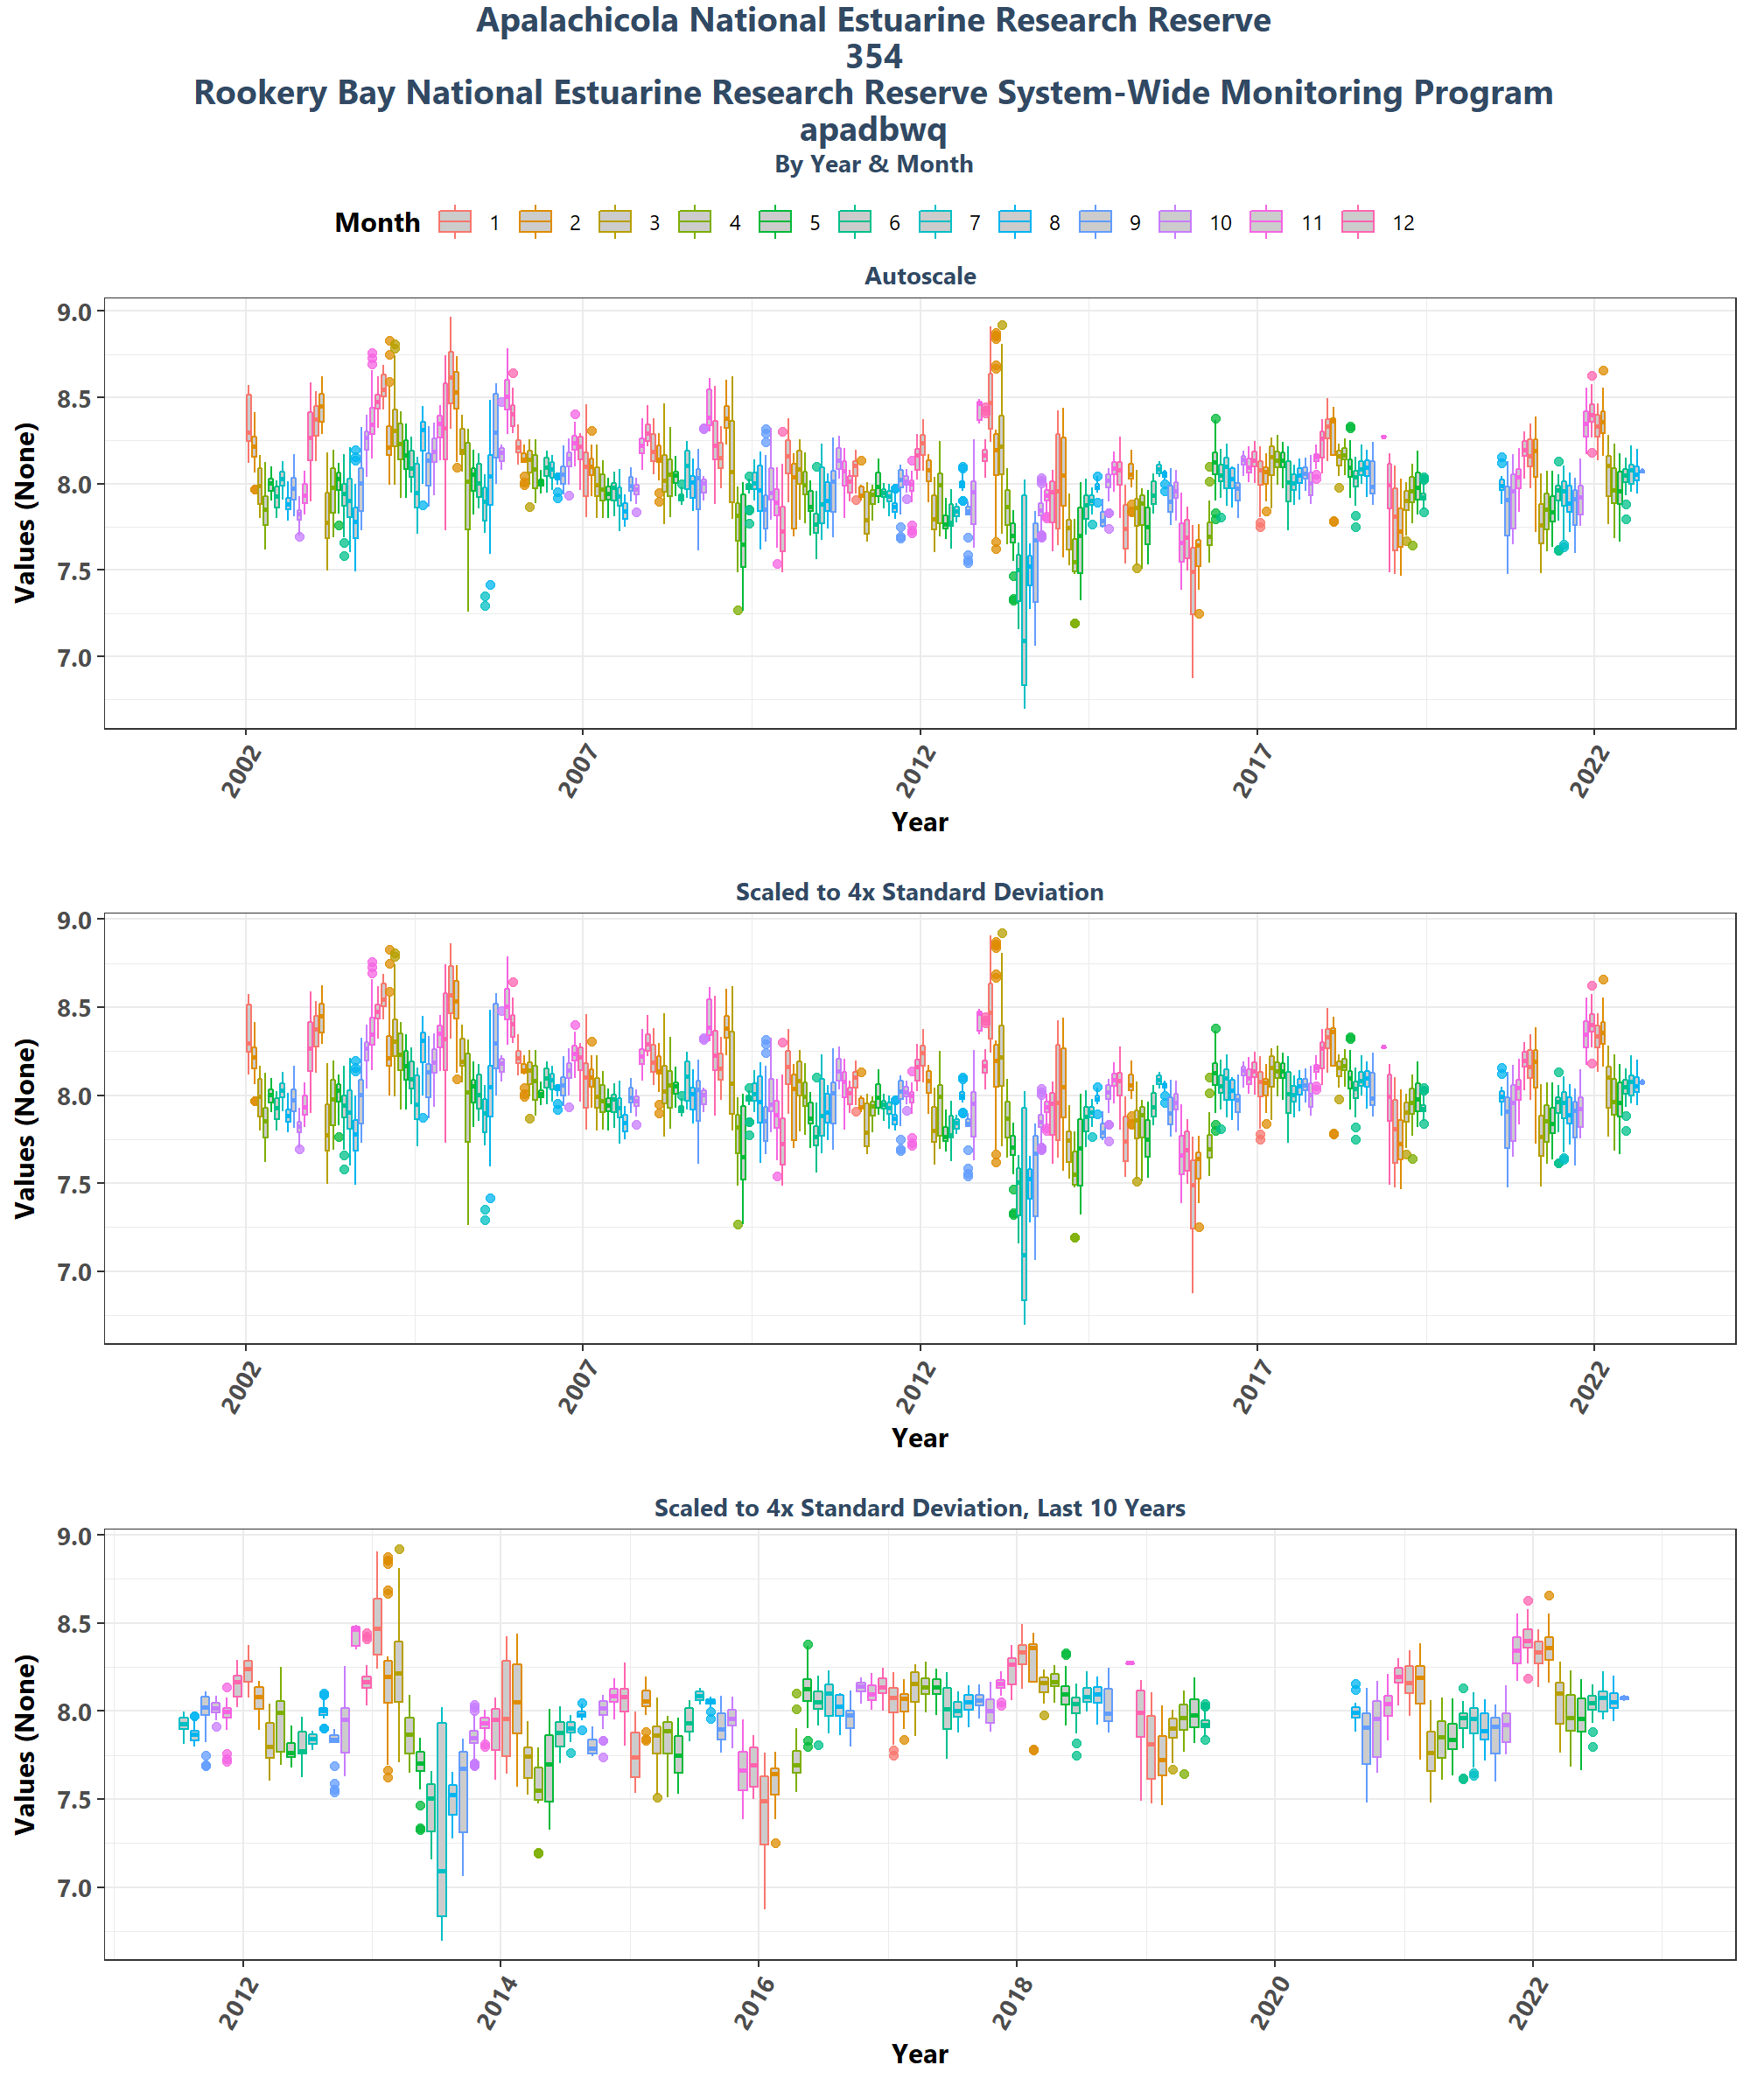 Apalachicola National Estuarine Research Reserve
354
Rookery Bay National Estuarine Research Reserve System-Wide Monitoring Program
apadbwq
By Year & Month
Month 1 2 3 4 5 6 7 8 9 10 11 12
Autoscale
Values (None)
9.0
8.5
8.0
7.5
7.0
2002 2007 2012 2017 2022
Year
Scaled to 4x Standard Deviation
Values (None)
9.0
8.5
8.0
7.5
7.0
2002 2007 2012 2017 2022
Year
Scaled to 4x Standard Deviation, Last 10 Years
Values (None)
9.0
8.5
8.0
7.5
7.0
2012 2014 2016 2018 2020 2022
Year